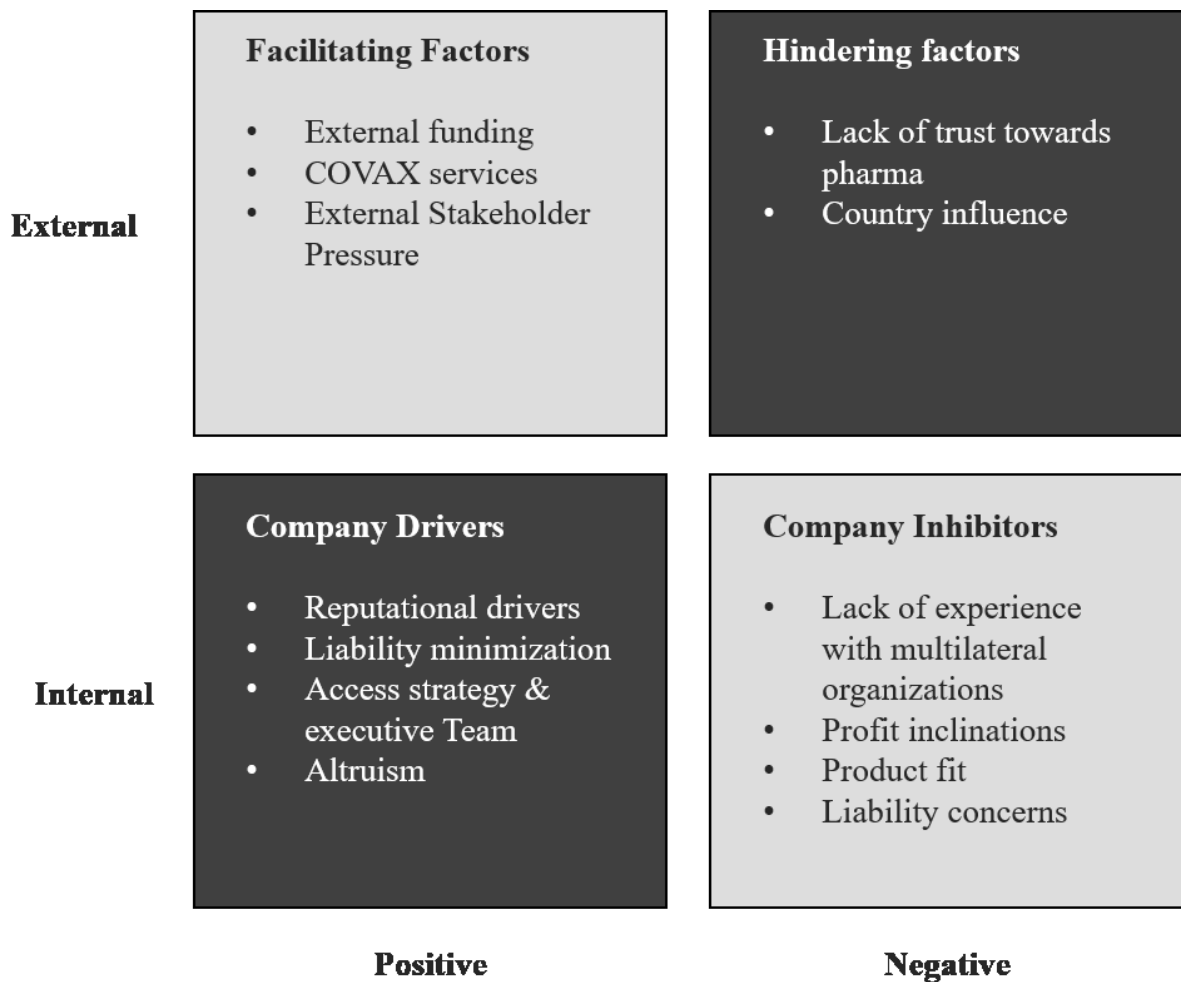 Facilitating Factors
• External funding
• COVAX services
• External Stakeholder
Pressure
Hindering factors
• Lack of trust towards
pharma
• Country influence
External
Company Drivers
• Reputational drivers
• Liability minimization
• Access strategy &
executive Team
• Altruism
Company Inhibitors
• Lack of experience
with multilateral
organizations
• Profit inclinations
• Product fit
• Liability concerns
Internal
Positive
Negative